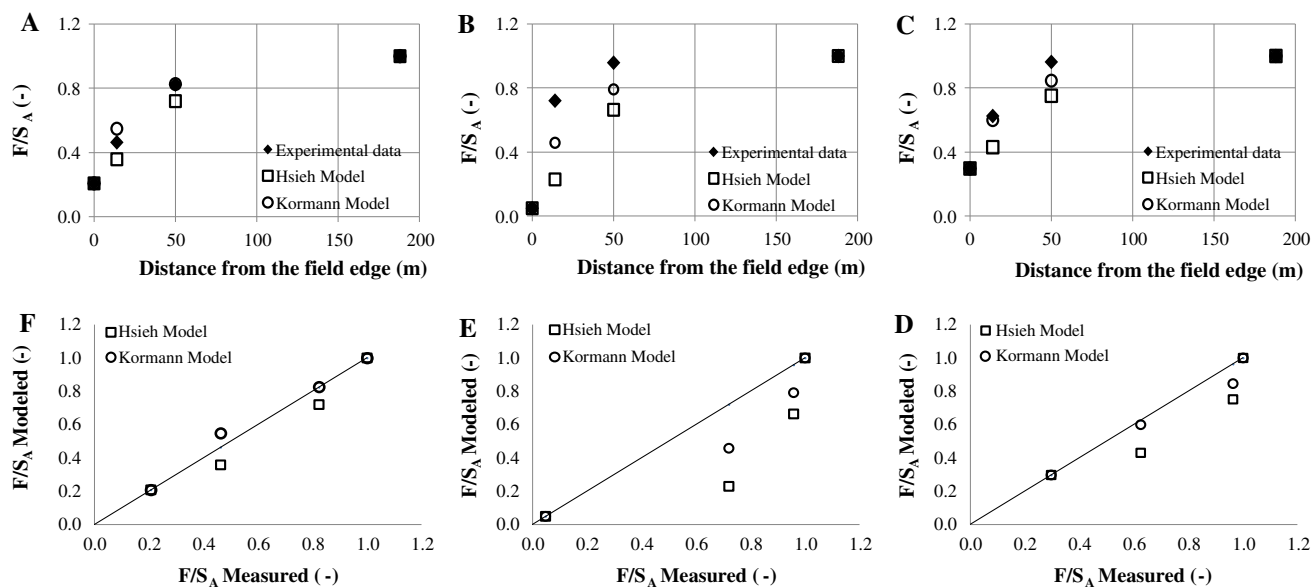 A
1.2
0.8
0.4
0.0
F/S_A (-)
Experimental data
Hsieh Model
Kormann Model
0 50 100 150 200
Distance from the field edge (m)
B
1.2
0.8
0.4
0.0
F/S_A (-)
Experimental data
Hsieh Model
Kormann Model
0 50 100 150 200
Distance from the field edge (m)
C
1.2
0.8
0.4
0.0
F/S_A (-)
Experimental data
Hsieh Model
Kormann Model
0 50 100 150 200
Distance from the field edge (m)
F
1.2
1.0
0.8
0.6
0.4
0.2
0.0
F/S_A Modeled (-)
Hsieh Model
Kormann Model
0.0 0.2 0.4 0.6 0.8 1.0 1.2
F/S_A Measured ( -)
E
1.2
1.0
0.8
0.6
0.4
0.2
0.0
F/S_A Modeled (-)
Hsieh Model
Kormann Model
0.0 0.2 0.4 0.6 0.8 1.0 1.2
F/S_A Measured ( -)
D
1.2
1.0
0.8
0.6
0.4
0.2
0.0
F/S_A Modeled (-)
Hsieh Model
Kormann Model
0.0 0.2 0.4 0.6 0.8 1.0 1.2
F/S_A Measured ( -)